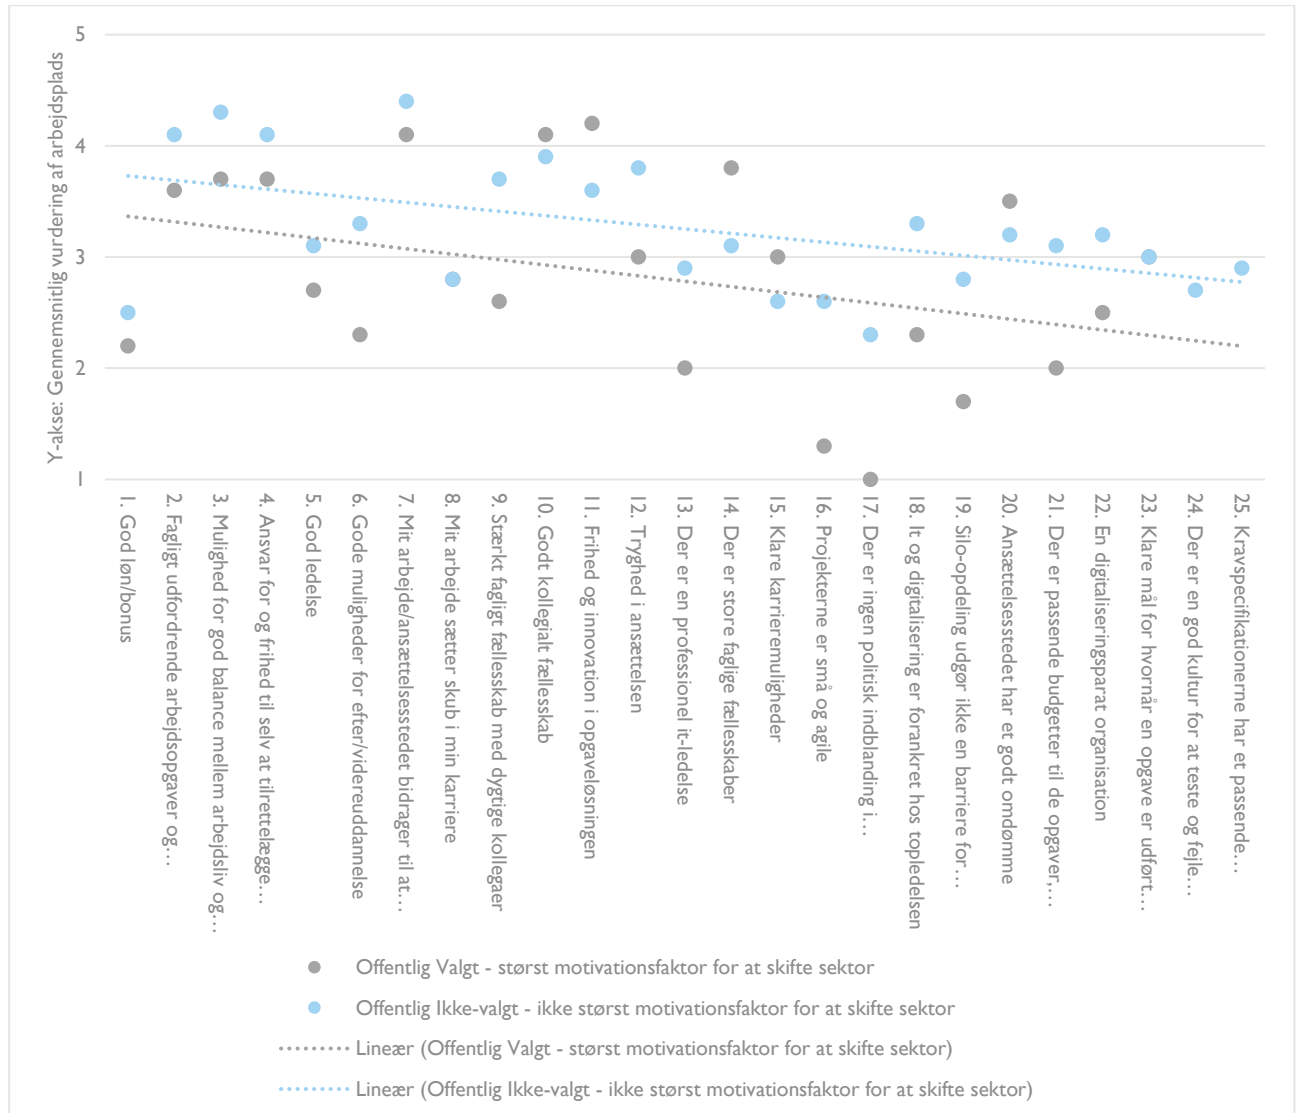 Y-akse: Gennemsnitlig vurdering af arbejdsplads
5
4
3
2
1
1. God løn/bonus
2. Fagligt udfordrende arbejdsopgaver og…
3. Mulighed for god balance mellem arbejdsliv og…
4. Ansvar for og frihed til selv at tilrettelægge…
5. God ledelse
6. Gode muligheder for efter/videreuddannelse
7. Mit arbejde/ansættelsesstedet bidrager til at…
8. Mit arbejde sætter skub i min karriere
9. Stærkt fagligt fællesskab med dygtige kollegaer
10. Godt kollegialt fællesskab
11. Frihed og innovation i opgaveløsningen
12. Tryghed i ansættelsen
13. Der er en professionel it-ledelse
14. Der er store faglige fællesskaber
15. Klare karrieremuligheder
16. Projekterne er små og agile
17. Der er ingen politisk indblanding i…
18. It og digitalisering er forankret hos topledelsen
19. Silo-opdeling udgør ikke en barriere for…
20. Ansættelsesstedet har et godt omdømme
21. Der er passende budgetter til de opgaver,…
22. En digitaliseringsparat organisation
23. Klare mål for hvornår en opgave er udført…
24. Der er en god kultur for at teste og fejle…
25. Kravspecifikationerne har et passende…
Offentlig Valgt - størst motivationsfaktor for at skifte sektor
Offentlig Ikke-valgt - ikke størst motivationsfaktor for at skifte sektor
Lineær (Offentlig Valgt - størst motivationsfaktor for at skifte sektor)
Lineær (Offentlig Ikke-valgt - ikke størst motivationsfaktor for at skifte sektor)